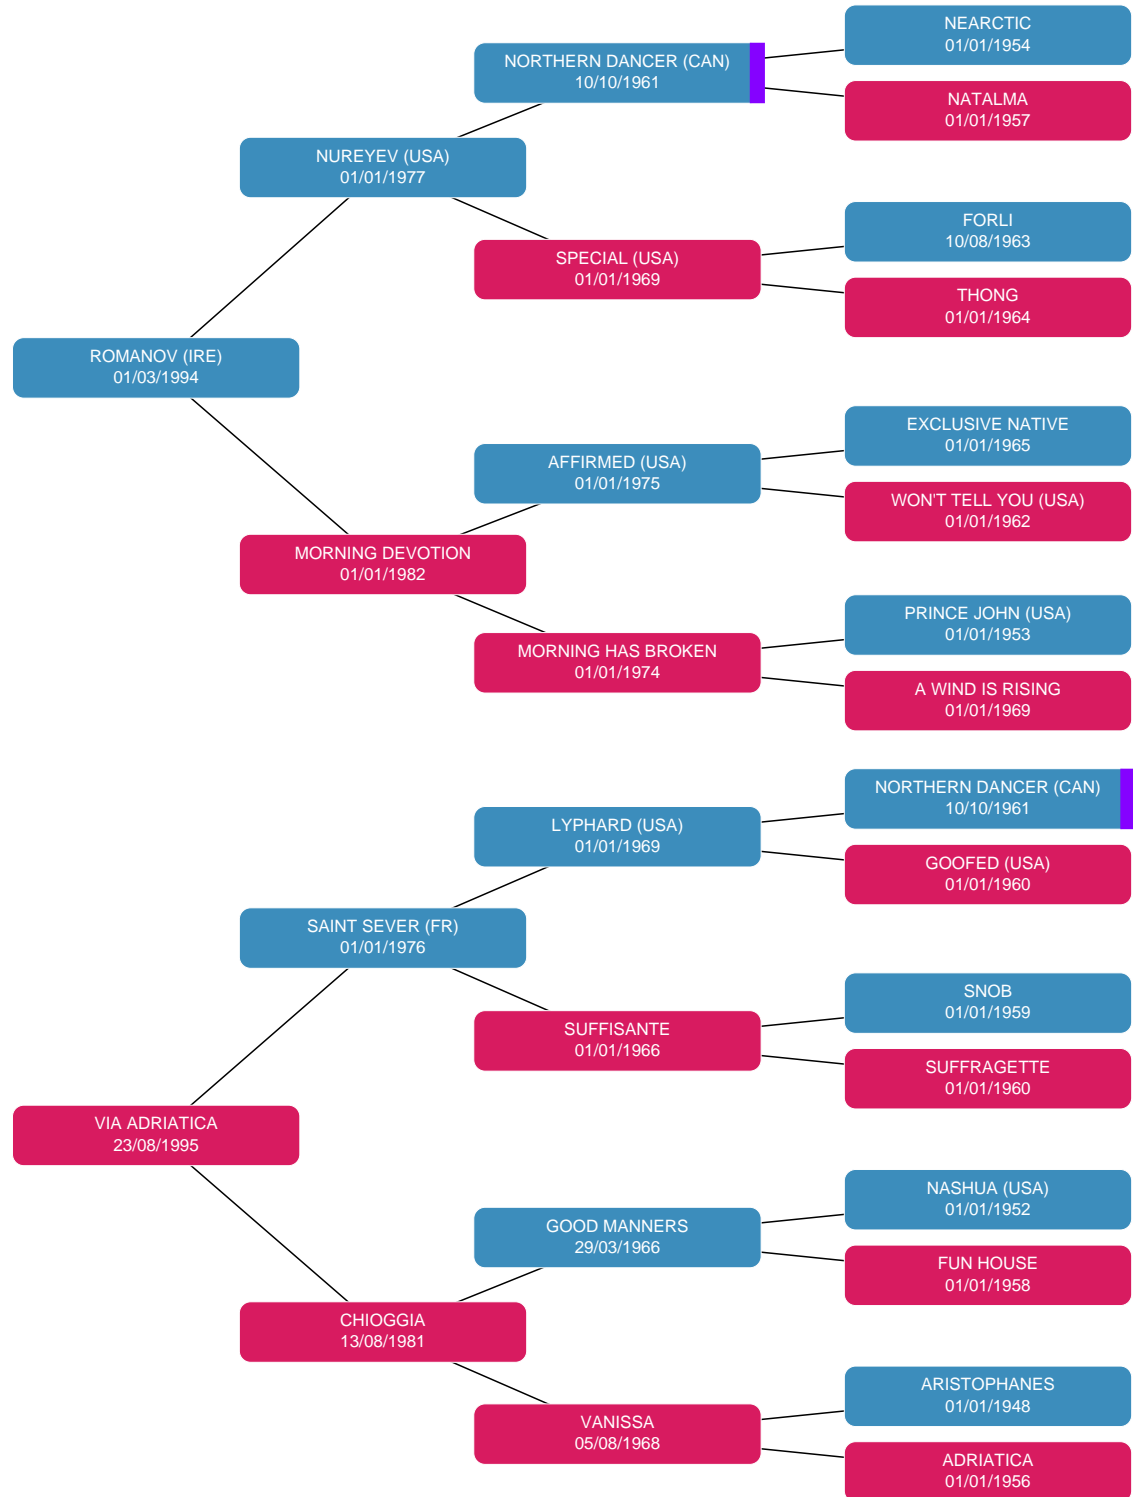 NEARCTIC
01/01/1954
NORTHERN DANCER (CAN)
10/10/1961
NATALMA
01/01/1957
NUREYEV (USA)
01/01/1977
FORLI
10/08/1963
SPECIAL (USA)
01/01/1969
THONG
01/01/1964
ROMANOV (IRE)
01/03/1994
EXCLUSIVE NATIVE
01/01/1965
AFFIRMED (USA)
01/01/1975
WON'T TELL YOU (USA)
01/01/1962
MORNING DEVOTION
01/01/1982
PRINCE JOHN (USA)
01/01/1953
MORNING HAS BROKEN
01/01/1974
A WIND IS RISING
01/01/1969
NORTHERN DANCER (CAN)
10/10/1961
LYPHARD (USA)
01/01/1969
GOOFED (USA)
01/01/1960
SAINT SEVER (FR)
01/01/1976
SNOB
01/01/1959
SUFFISANTE
01/01/1966
SUFFRAGETTE
01/01/1960
VIA ADRIATICA
23/08/1995
NASHUA (USA)
01/01/1952
GOOD MANNERS
29/03/1966
FUN HOUSE
01/01/1958
CHIOGGIA
13/08/1981
ARISTOPHANES
01/01/1948
VANISSA
05/08/1968
ADRIATICA
01/01/1956